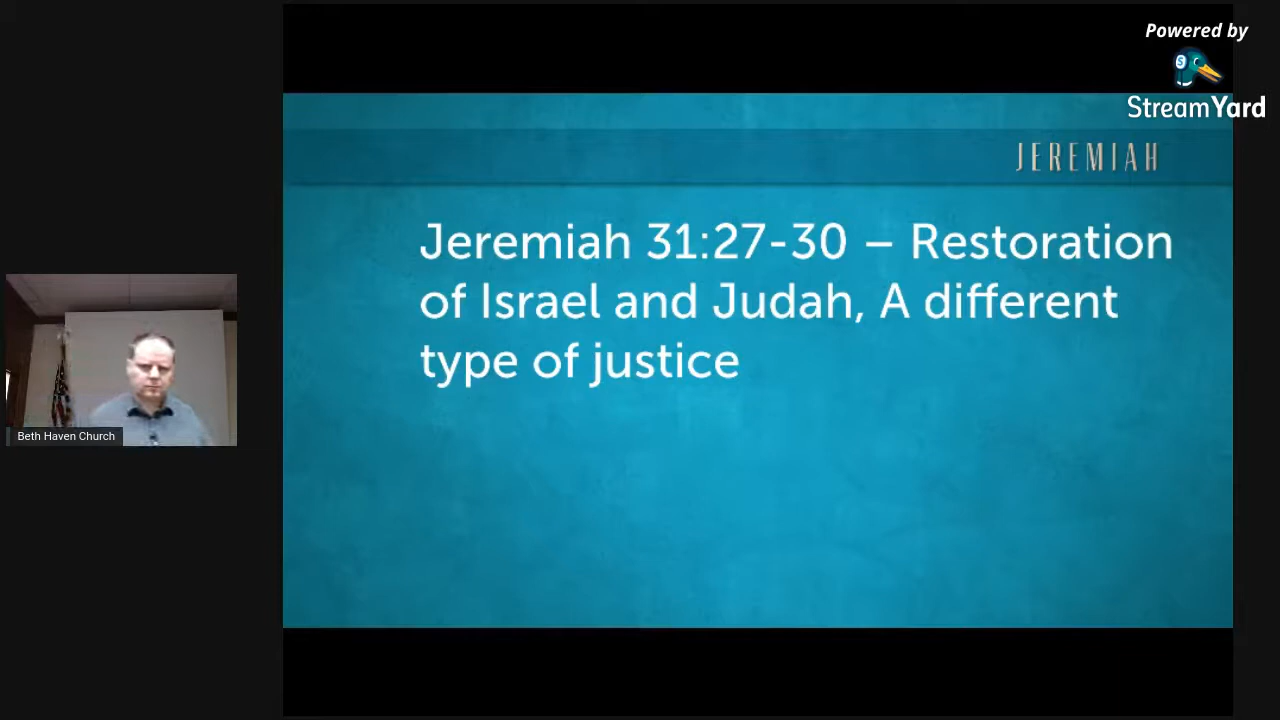 Powered by
StreamYard
JEREMIAH
Jeremiah 31:27-30 – Restoration
of Israel and Judah, A different
type of justice
Beth Haven Church